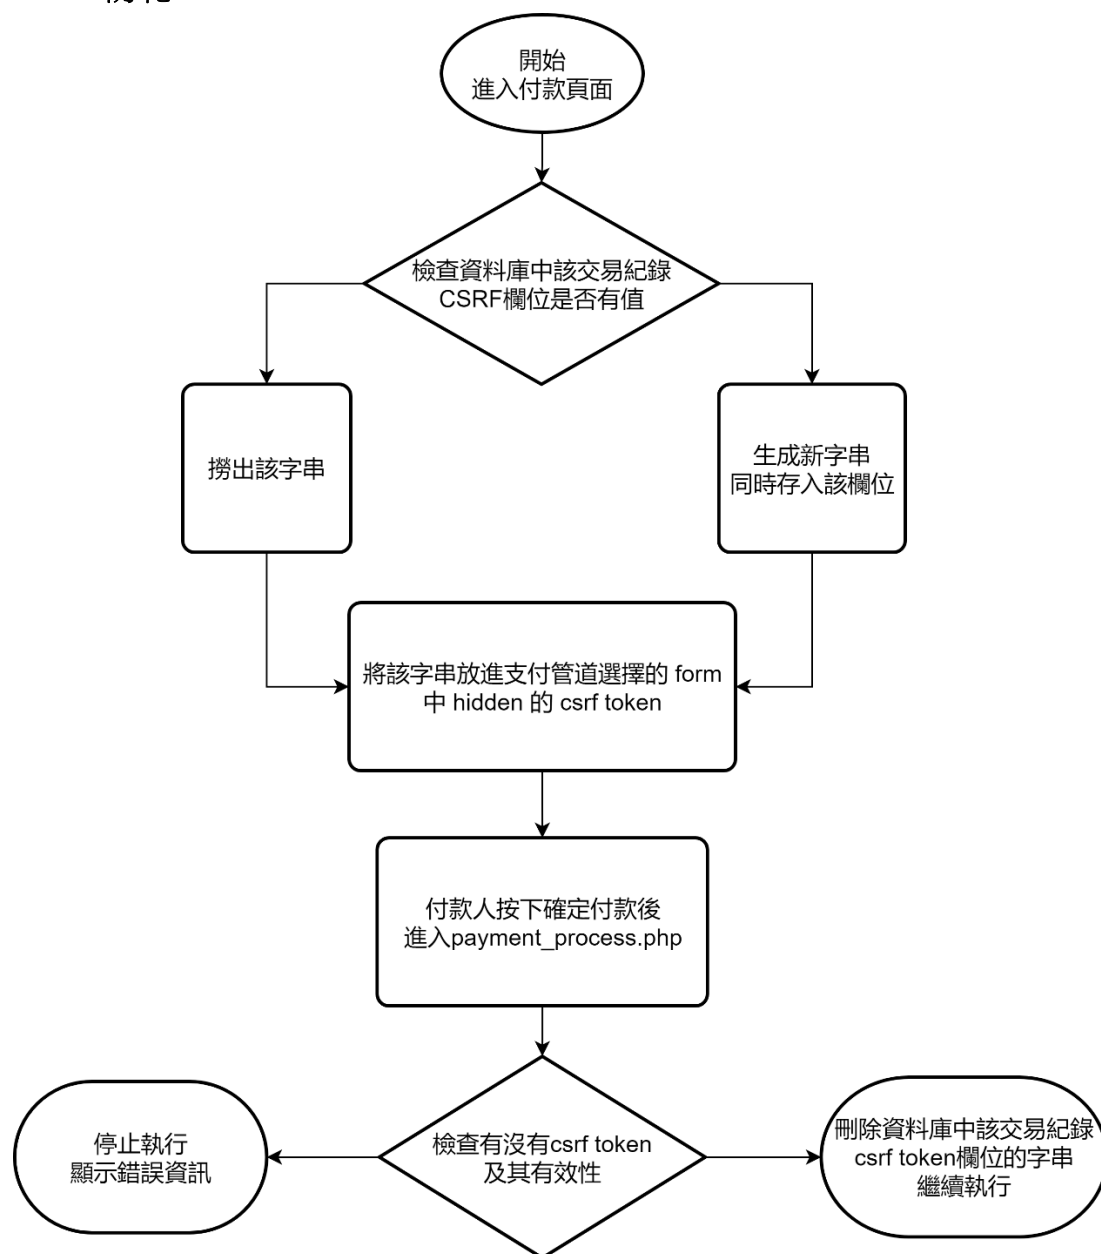 開始
進入付款頁面
檢查資料庫中該交易紀錄
CSRF欄位是否有值
撈出該字串
生成新字串
同時存入該欄位
將該字串放進支付管道選擇的 form
中 hidden 的 csrf token
付款人按下確定付款後
進入payment_process.php
檢查有沒有csrf token
及其有效性
停止執行
顯示錯誤資訊
刪除資料庫中該交易紀錄
csrf token欄位的字串
繼續執行